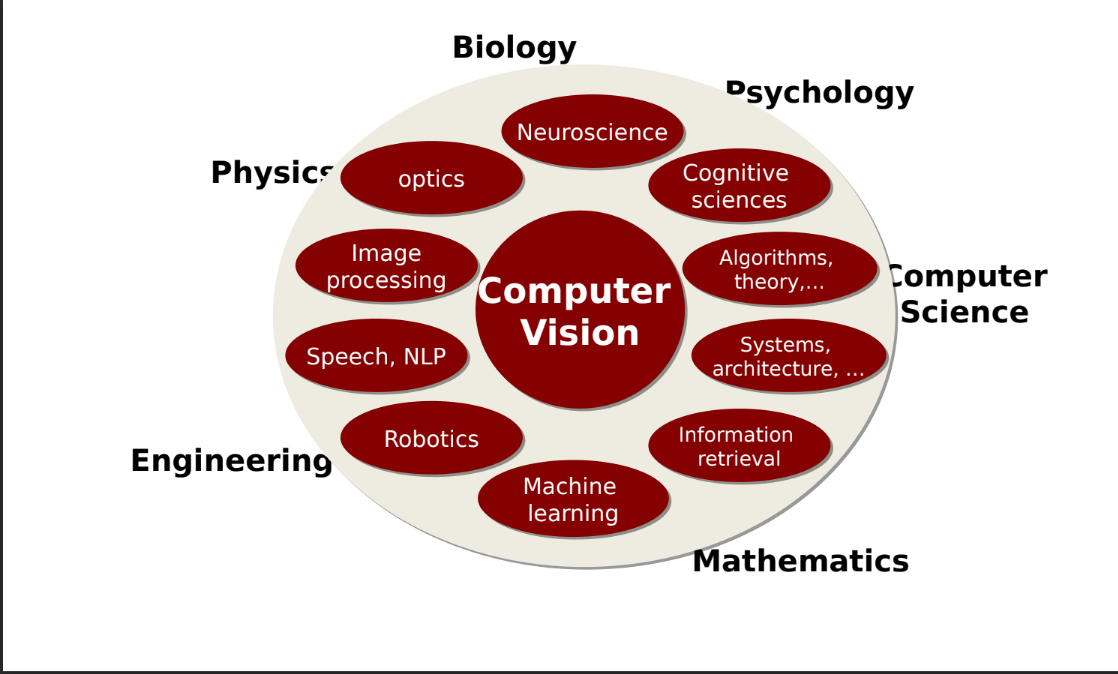 Biology
Psychology
Neuroscience
Physics
optics
Cognitive
sciences
Image
processing
Algorithms,
theory,...
Computer
Science
Computer
Vision
Speech, NLP
Systems,
architecture, ...
Robotics
Information
retrieval
Engineering
Machine
learning
Mathematics